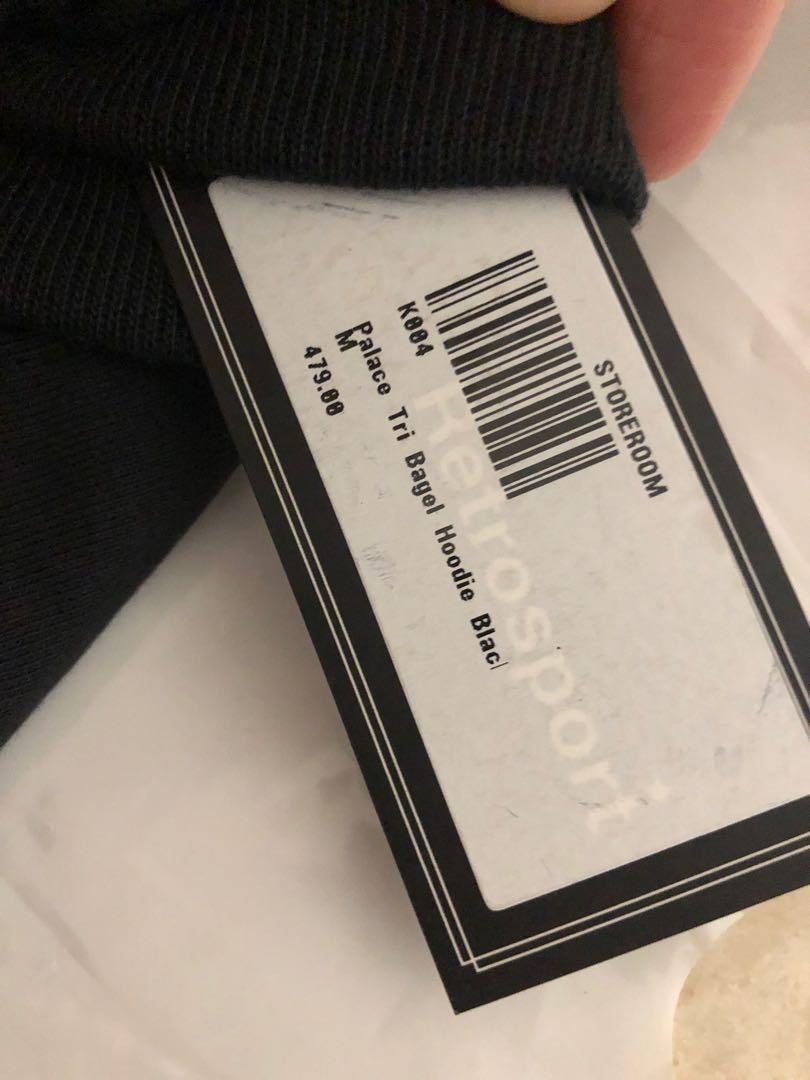 STOREROOM
K004
Palace Tri Bagel Hoodie Blac
M
479.00
Retrosport